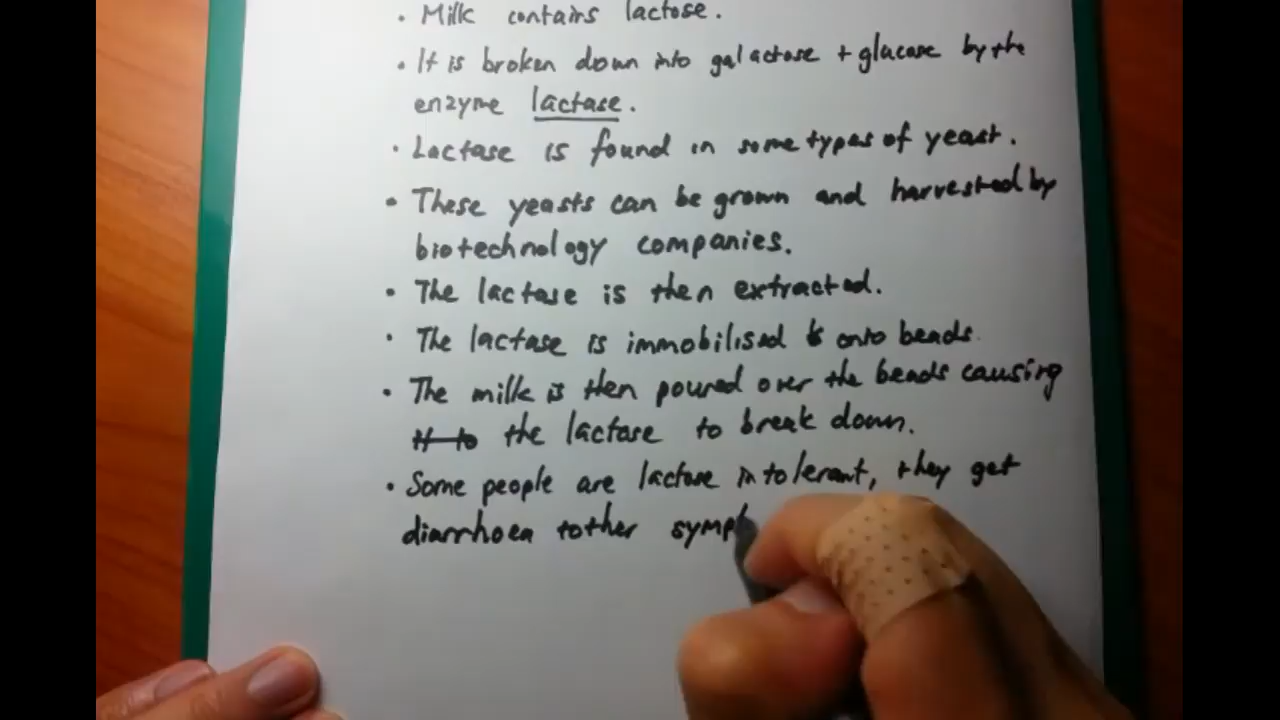 • Milk contains lactose.
• It is broken down into galactose + glucose by the
enzyme lactase.
• Lactase is found in some types of yeast.
• These yeasts can be grown and harvested by
biotechnology companies.
• The lactase is then extracted.
• The lactase is immobilised onto beads.
• The milk is then poured over the beads causing
it to the lactase to break down.
• Some people are lactose intolerant, they get
diarrhoea + other symp